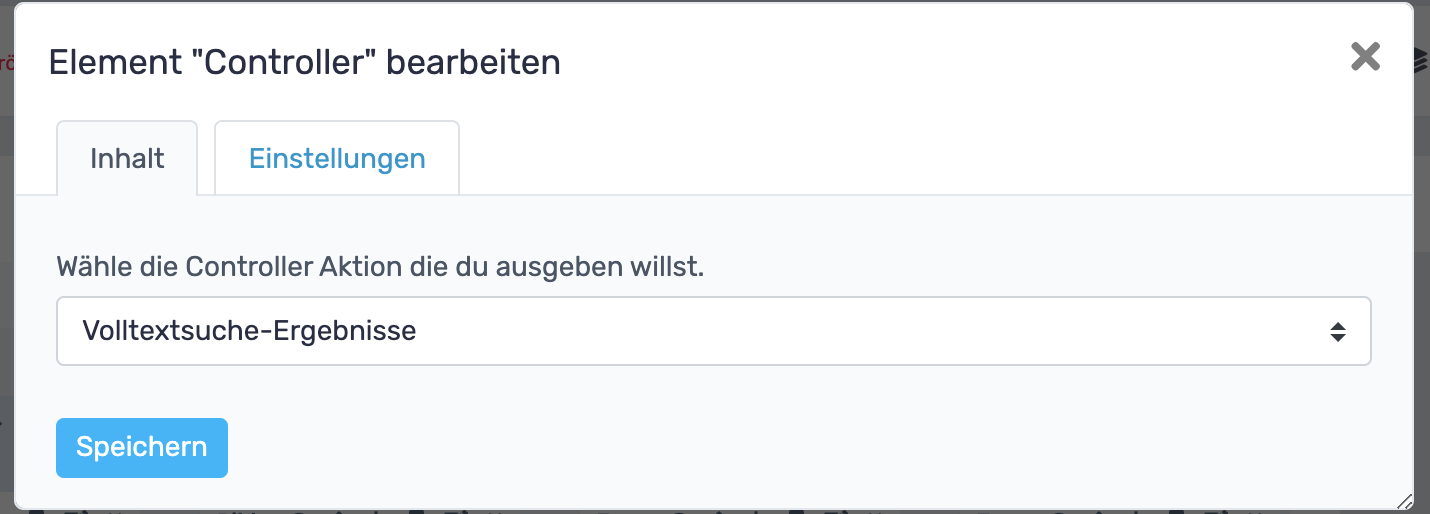 Element "Controller" bearbeiten
Inhalt
Einstellungen
Wähle die Controller Aktion die du ausgeben willst.
Volltextsuche-Ergebnisse
Speichern